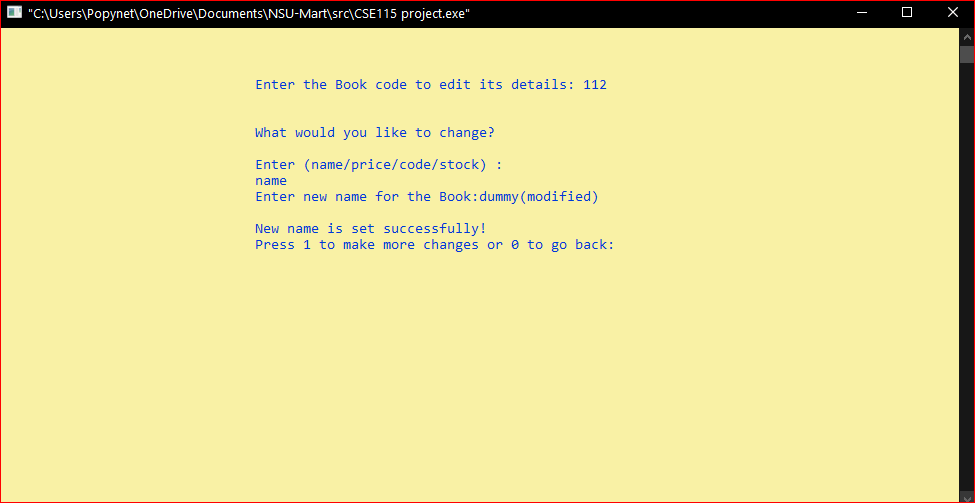 "C:\Users\Popynet\OneDrive\Documents\NSU-Mart\src\CSE115 project.exe"
Enter the Book code to edit its details: 112
What would you like to change?
Enter (name/price/code/stock) :
name
Enter new name for the Book:dummy(modified)
New name is set successfully!
Press 1 to make more changes or 0 to go back: